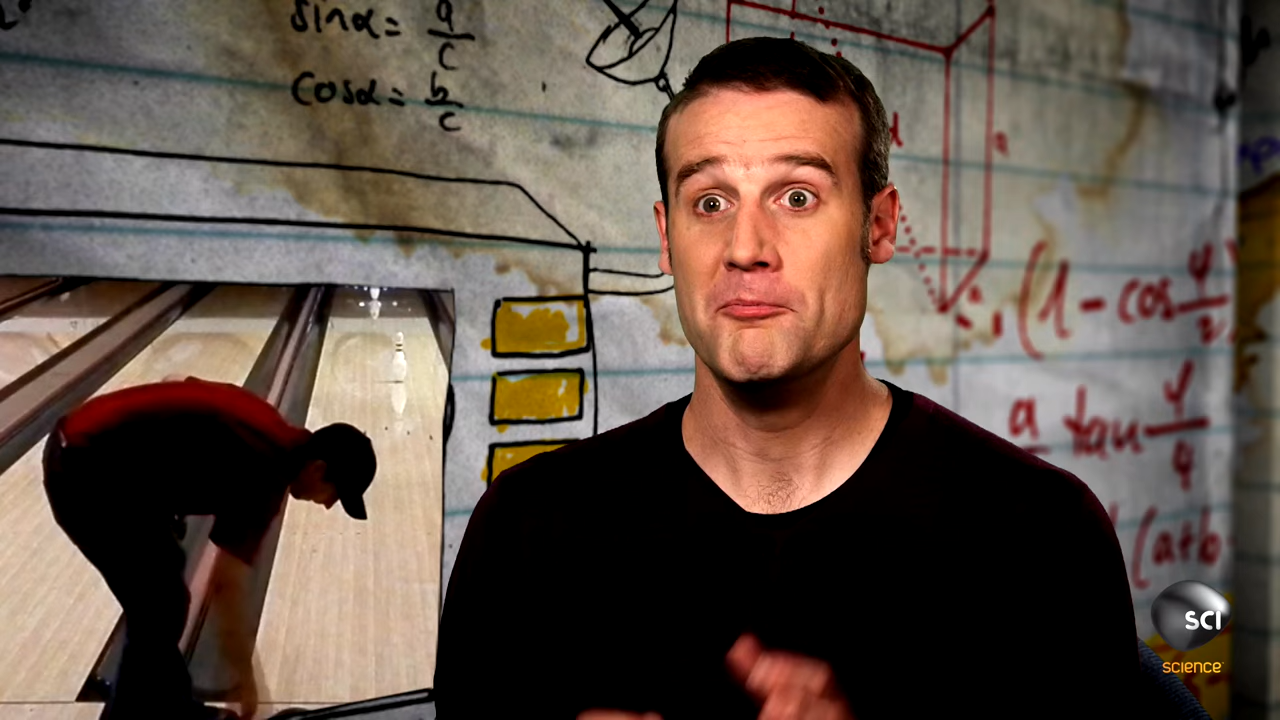 sinα = a/c
cosα = b/c
(1 - cos φ/2
a tan φ/4
(a+b
SCI
science